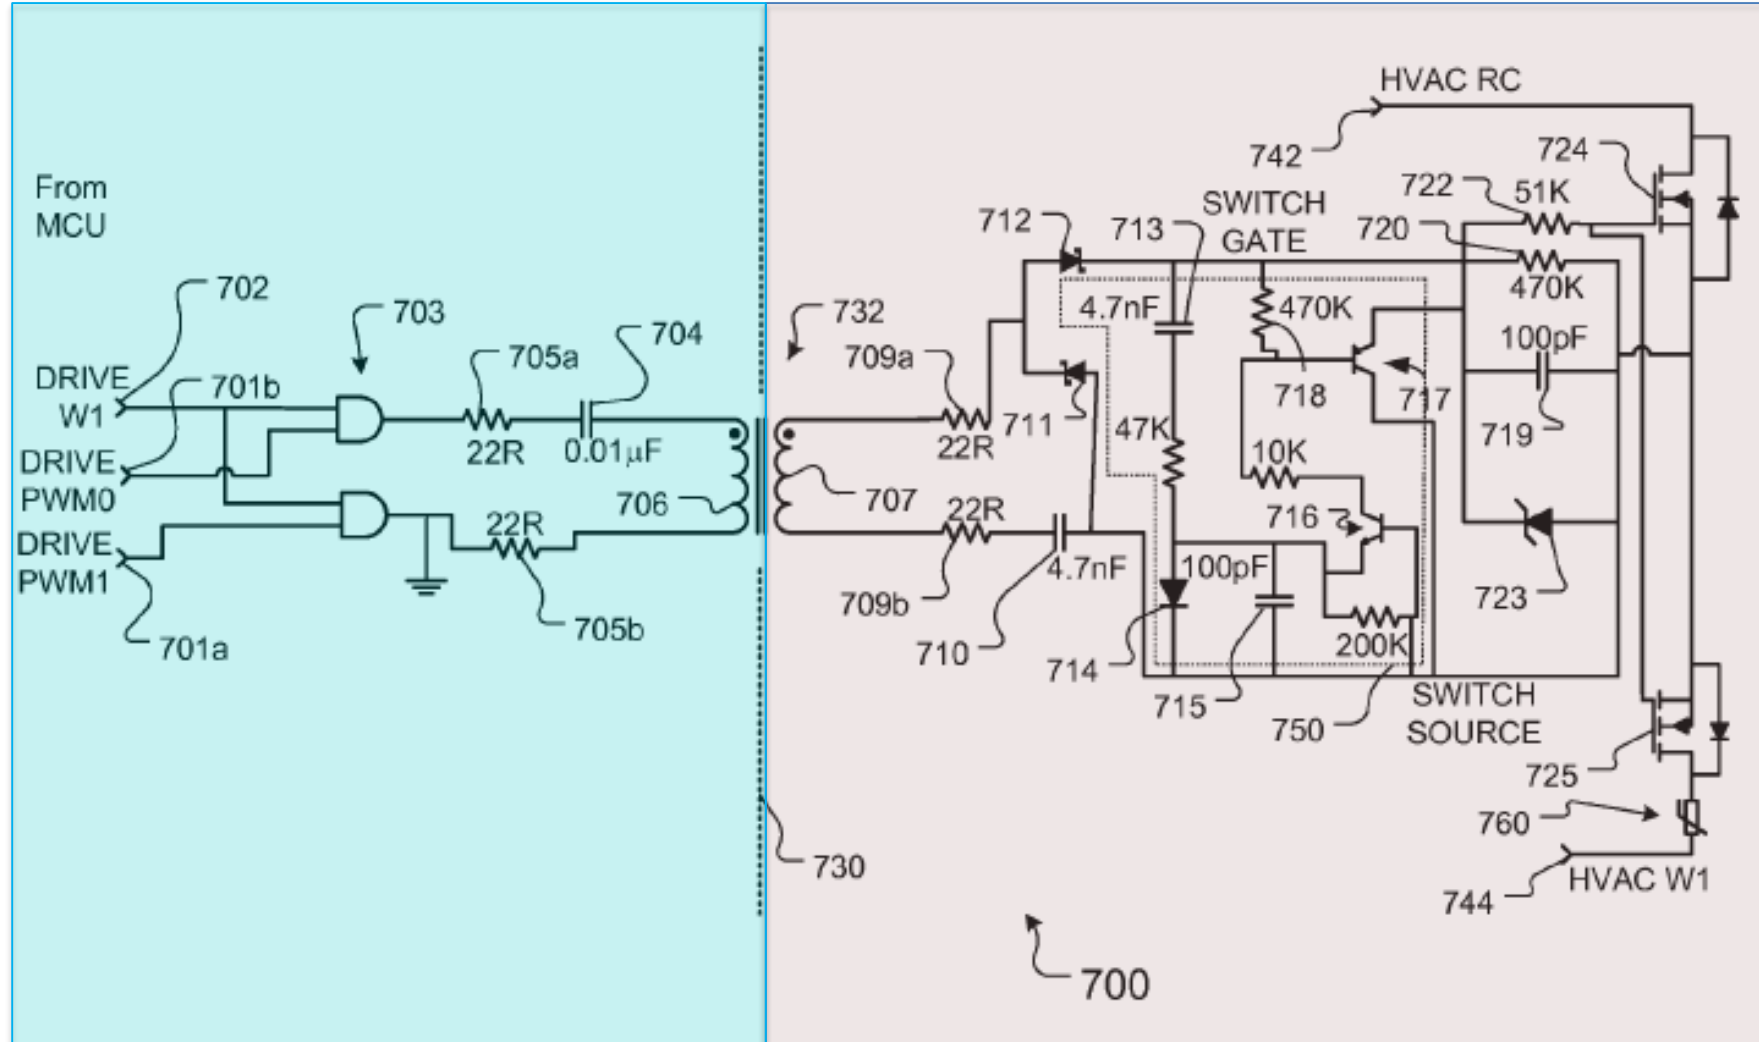 HVAC RC
742
724
From
MCU
722
51K
SWITCH
GATE
712
713
720
470K
702
703
704
732
4.7nF
470K
100pF
705a
709a
DRIVE
W1
701b
718
717
711
719
22R
0.01µF
22R
47K
DRIVE
PWM0
10K
706
707
22R
716
22R
DRIVE
PWM1
4.7nF
100pF
723
709b
705b
701a
710
714
200K
715
750
SWITCH
SOURCE
725
760
730
HVAC W1
744
700